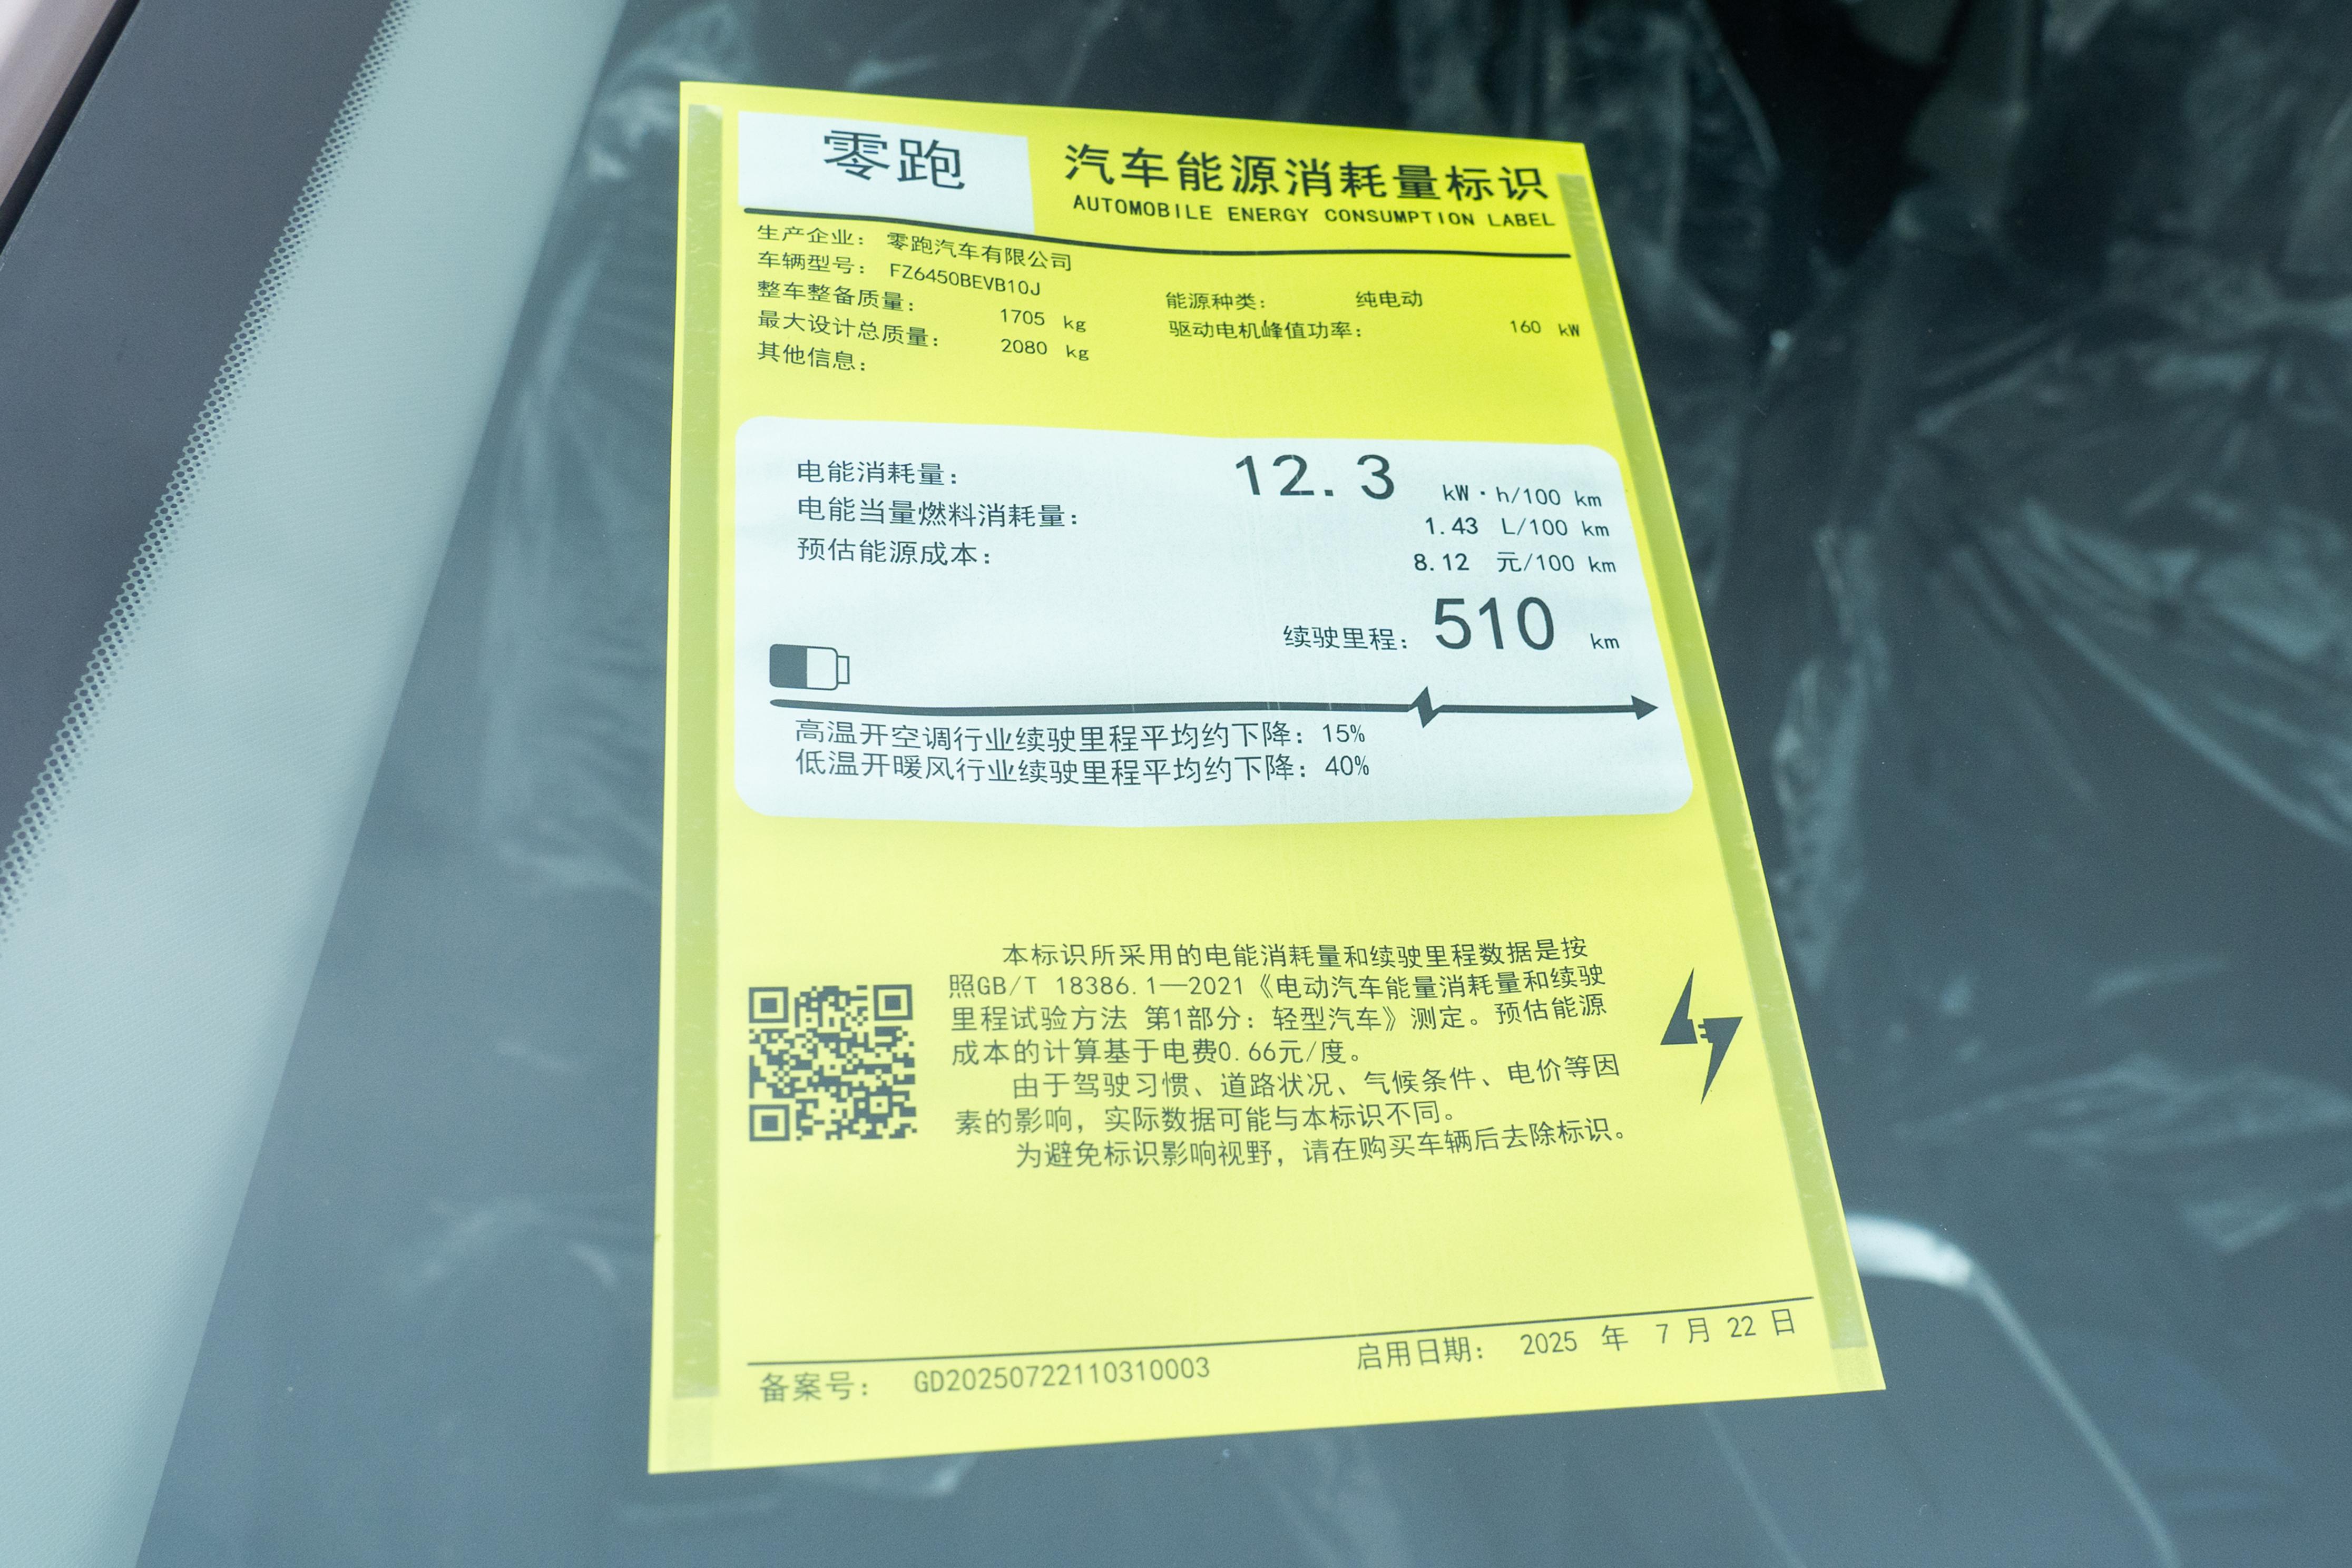 零跑
汽车能源消耗量标识
AUTOMOBILE ENERGY CONSUMPTION LABEL
生产企业： 零跑汽车有限公司
车辆型号： FZ6450BEVB10J
整车整备质量： 1705 kg
能源种类： 纯电动
最大设计总质量： 2080 kg
驱动电机峰值功率： 160 kW
其他信息：
电能消耗量： 12.3 kW·h/100 km
电能当量燃料消耗量： 1.43 L/100 km
预估能源成本： 8.12 元/100 km
续驶里程： 510 km
高温开空调行业续驶里程平均约下降： 15%
低温开暖风行业续驶里程平均约下降： 40%
本标识所采用的电能消耗量和续驶里程数据是按
照GB/T 18386.1—2021《电动汽车能量消耗量和续驶
里程试验方法 第1部分：轻型汽车》测定。预估能源
成本的计算基于电费0.66元/度。
由于驾驶习惯、道路状况、气候条件、电价等因
素的影响，实际数据可能与本标识不同。
为避免标识影响视野，请在购买车辆后去除标识。
备案号： GD20250722110310003
启用日期： 2025 年 7 月 22 日